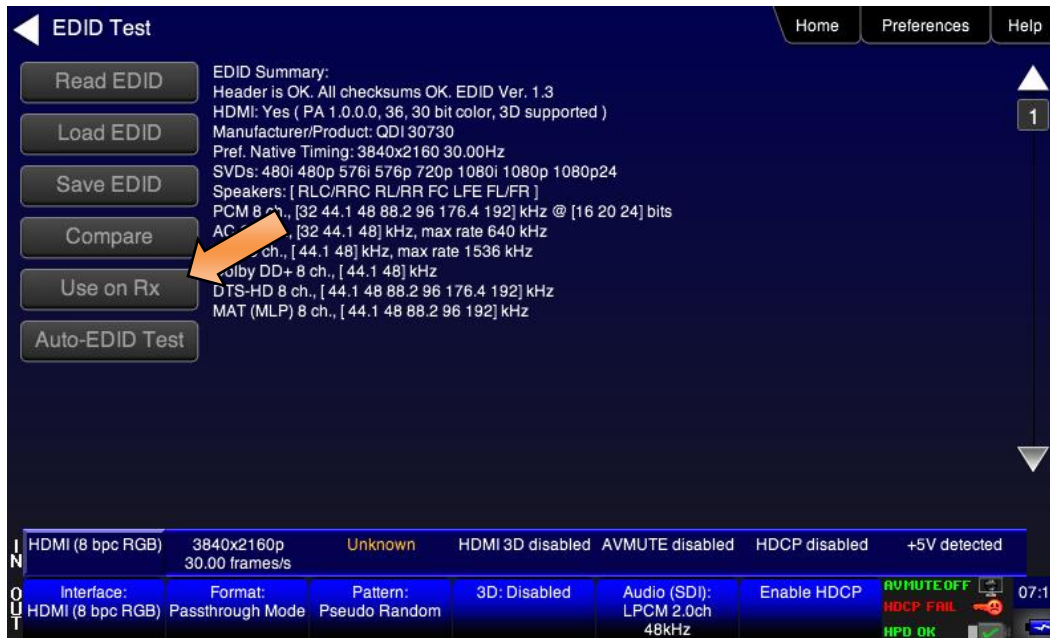 EDID Test
Home
Preferences
Help
Read EDID
Load EDID
Save EDID
Compare
Use on Rx
Auto-EDID Test
EDID Summary:
Header is OK. All checksums OK. EDID Ver. 1.3
HDMI: Yes ( PA 1.0.0.0, 36, 30 bit color, 3D supported )
Manufacturer/Product: QDI 30730
Pref. Native Timing: 3840x2160 30.00Hz
SVDs: 480i 480p 576i 576p 720p 1080i 1080p 1080p24
Speakers: [ RLC/RRC RL/RR FC LFE FL/FR ]
PCM 8 ch., [32 44.1 48 88.2 96 176.4 192] kHz @ [16 20 24] bits
[32 44.1 48] kHz, max rate 640 kHz
ch., [ 44.1 48] kHz, max rate 1536 kHz
DD+ 8 ch., [ 44.1 48] kHz
DTS-HD 8 ch., [ 44.1 48 88.2 96 176.4 192] kHz
MAT (MLP) 8 ch., [ 44.1 48 88.2 96 192] kHz
1
IN
HDMI (8 bpc RGB)
3840x2160p
30.00 frames/s
Unknown
HDMI 3D disabled
AVMUTE disabled
HDCP disabled
+5V detected
OUT
Interface:
HDMI (8 bpc RGB)
Format:
Passthrough Mode
Pattern:
Pseudo Random
3D: Disabled
Audio (SDI):
LPCM 2.0ch
48kHz
Enable HDCP
AVMUTE OFF
HDCP FAIL
HPD OK
07:1